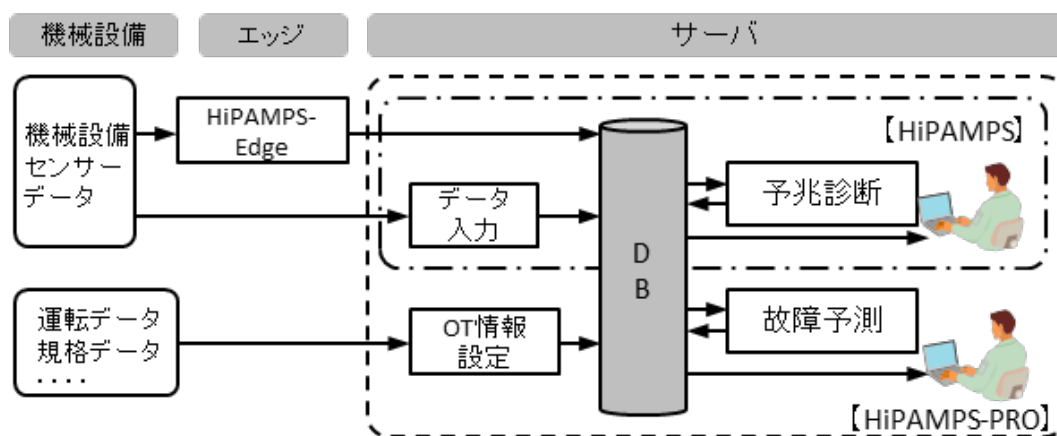 機械設備
エッジ
サーバ
機械設備
センサー
データ
HiPAMPS-
Edge
データ
入力
DB
【HiPAMPS】
予兆診断
運転データ
規格データ
・・・・
OT情報
設定
故障予測
【HiPAMPS-PRO】